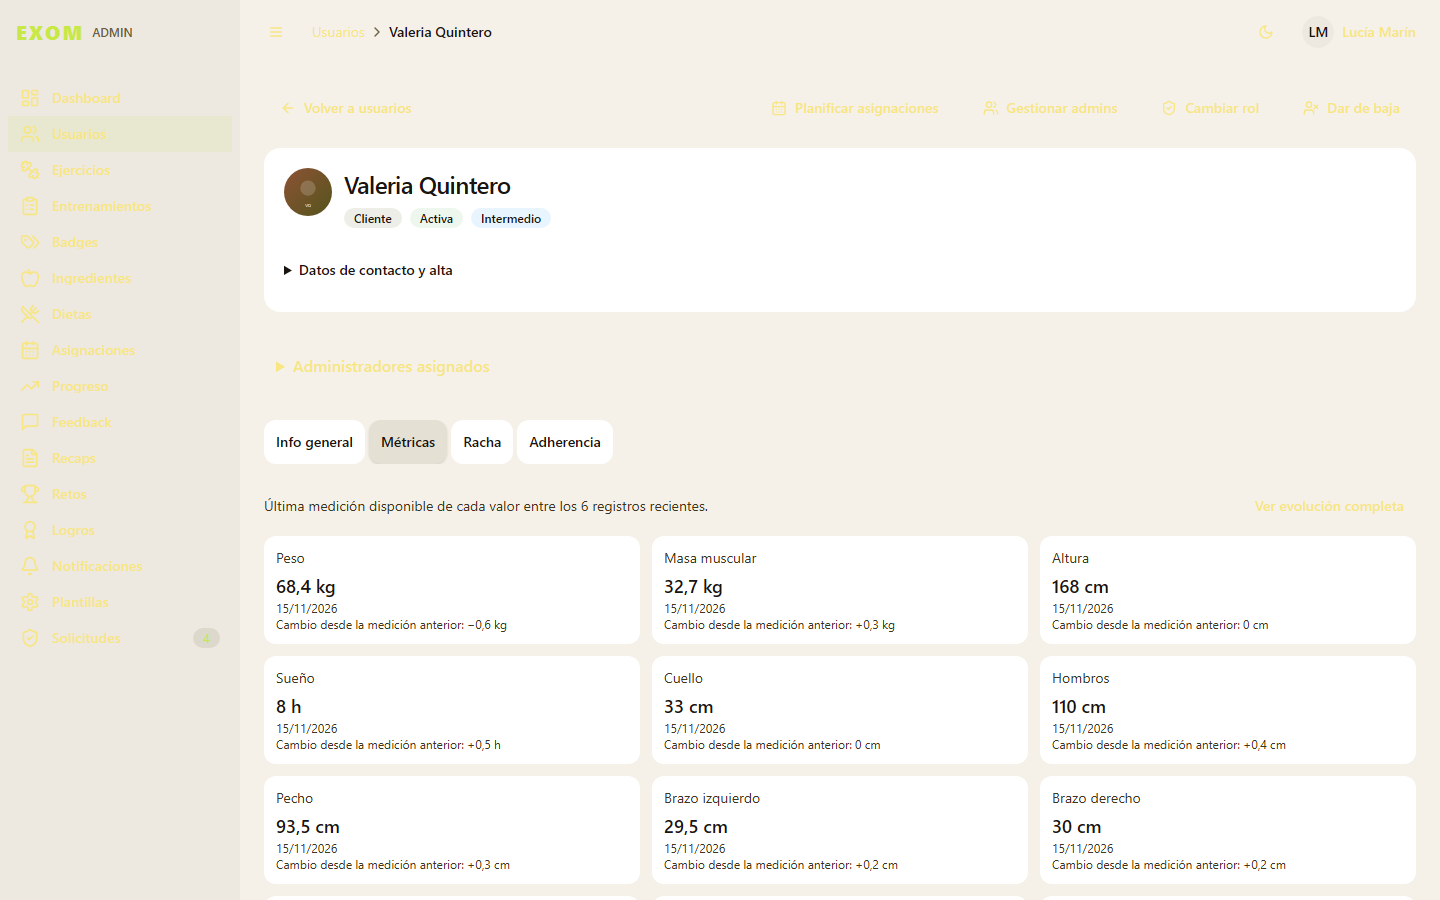 EXOM ADMIN
Usuarios > Valeria Quintero
LM Lucía Marín
Dashboard
Usuarios
Ejercicios
Entrenamientos
Badges
Ingredientes
Dietas
Asignaciones
Progreso
Feedback
Recaps
Retos
Logros
Notificaciones
Plantillas
Solicitudes 4
Volver a usuarios
Planificar asignaciones
Gestionar admins
Cambiar rol
Dar de baja
Valeria Quintero
Cliente Activa Intermedio
Datos de contacto y alta
Administradores asignados
Info general Métricas Racha Adherencia
Última medición disponible de cada valor entre los 6 registros recientes.
Ver evolución completa
Peso
68,4 kg
15/11/2026
Cambio desde la medición anterior: −0,6 kg
Masa muscular
32,7 kg
15/11/2026
Cambio desde la medición anterior: +0,3 kg
Altura
168 cm
15/11/2026
Cambio desde la medición anterior: 0 cm
Sueño
8 h
15/11/2026
Cambio desde la medición anterior: +0,5 h
Cuello
33 cm
15/11/2026
Cambio desde la medición anterior: 0 cm
Hombros
110 cm
15/11/2026
Cambio desde la medición anterior: +0,4 cm
Pecho
93,5 cm
15/11/2026
Cambio desde la medición anterior: +0,3 cm
Brazo izquierdo
29,5 cm
15/11/2026
Cambio desde la medición anterior: +0,2 cm
Brazo derecho
30 cm
15/11/2026
Cambio desde la medición anterior: +0,2 cm